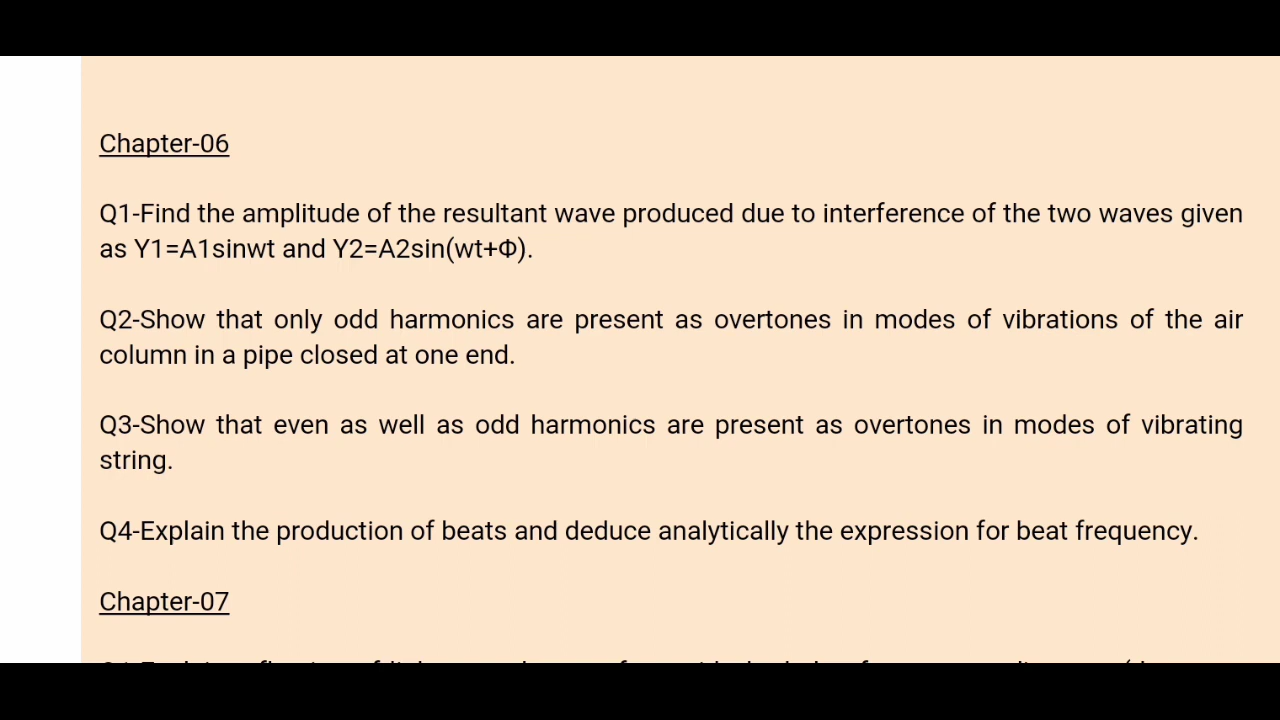 Chapter-06
Q1-Find the amplitude of the resultant wave produced due to interference of the two waves given
as Y1=A1sinwt and Y2=A2sin(wt+Φ).
Q2-Show that only odd harmonics are present as overtones in modes of vibrations of the air
column in a pipe closed at one end.
Q3-Show that even as well as odd harmonics are present as overtones in modes of vibrating
string.
Q4-Explain the production of beats and deduce analytically the expression for beat frequency.
Chapter-07